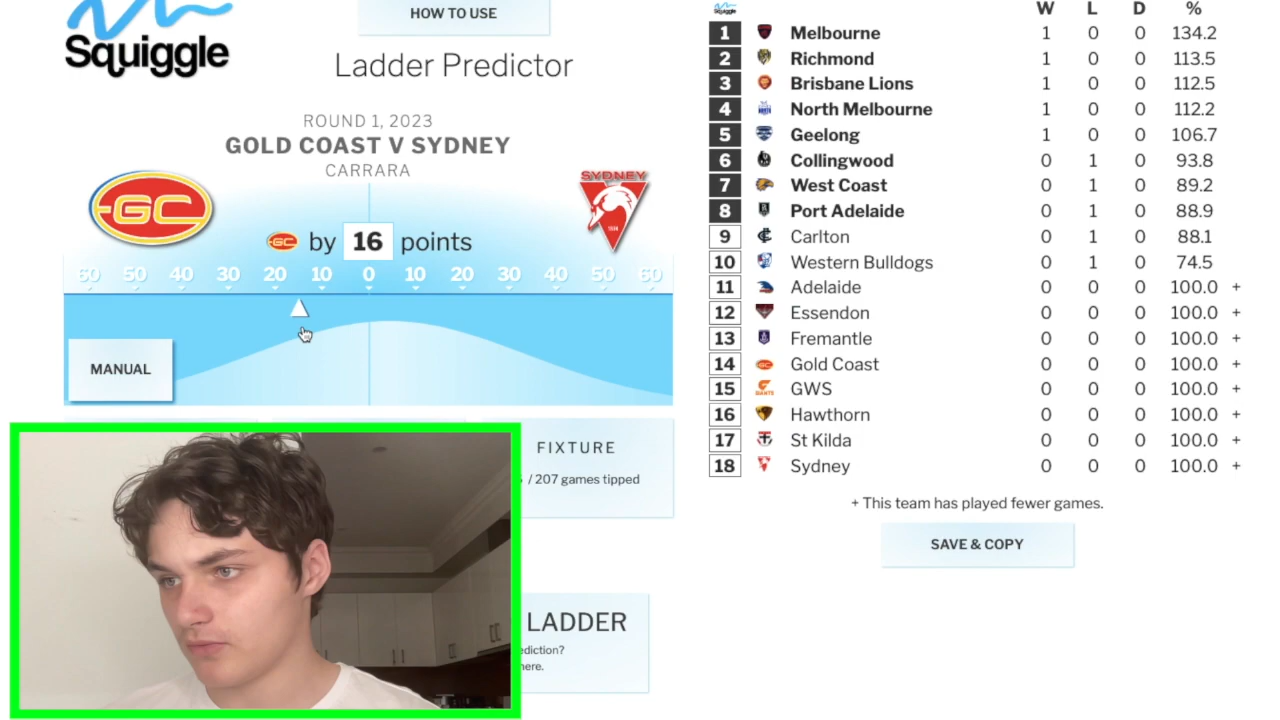 Squiggle
HOW TO USE
Ladder Predictor
ROUND 1, 2023
GOLD COAST V SYDNEY
CARRARA
GC
SYDNEY
GC by 16 points
60 50 40 30 20 10 0 10 20 30 40 50 60
MANUAL
FIXTURE
/ 207 games tipped
LADDER
ediction?
here.
W L D %
1 Melbourne 1 0 0 134.2
2 Richmond 1 0 0 113.5
3 Brisbane Lions 1 0 0 112.5
4 North Melbourne 1 0 0 112.2
5 Geelong 1 0 0 106.7
6 Collingwood 0 1 0 93.8
7 West Coast 0 1 0 89.2
8 Port Adelaide 0 1 0 88.9
9 Carlton 0 1 0 88.1
10 Western Bulldogs 0 1 0 74.5
11 Adelaide 0 0 0 100.0 +
12 Essendon 0 0 0 100.0 +
13 Fremantle 0 0 0 100.0 +
14 Gold Coast 0 0 0 100.0 +
15 GWS 0 0 0 100.0 +
16 Hawthorn 0 0 0 100.0 +
17 St Kilda 0 0 0 100.0 +
18 Sydney 0 0 0 100.0 +
+ This team has played fewer games.
SAVE & COPY